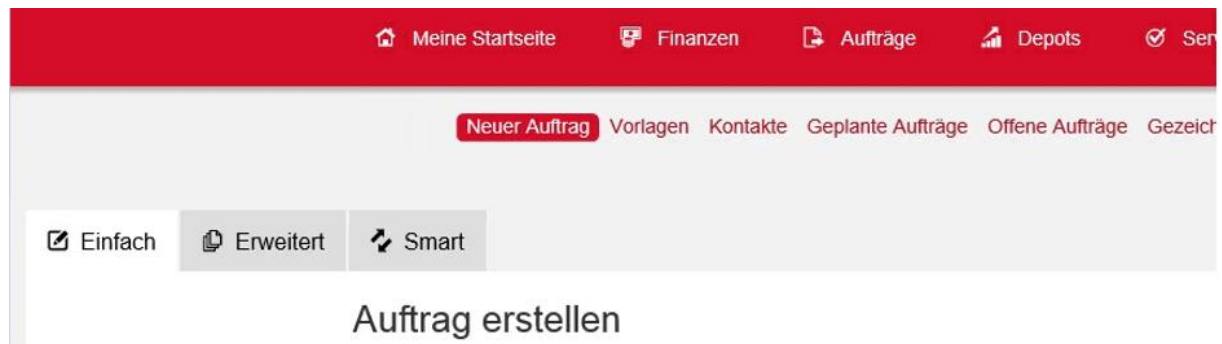 Meine Startseite Finanzen Aufträge Depots
Neuer Auftrag Vorlagen Kontakte Geplante Aufträge Offene Aufträge
Einfach Erweitert Smart
Auftrag erstellen